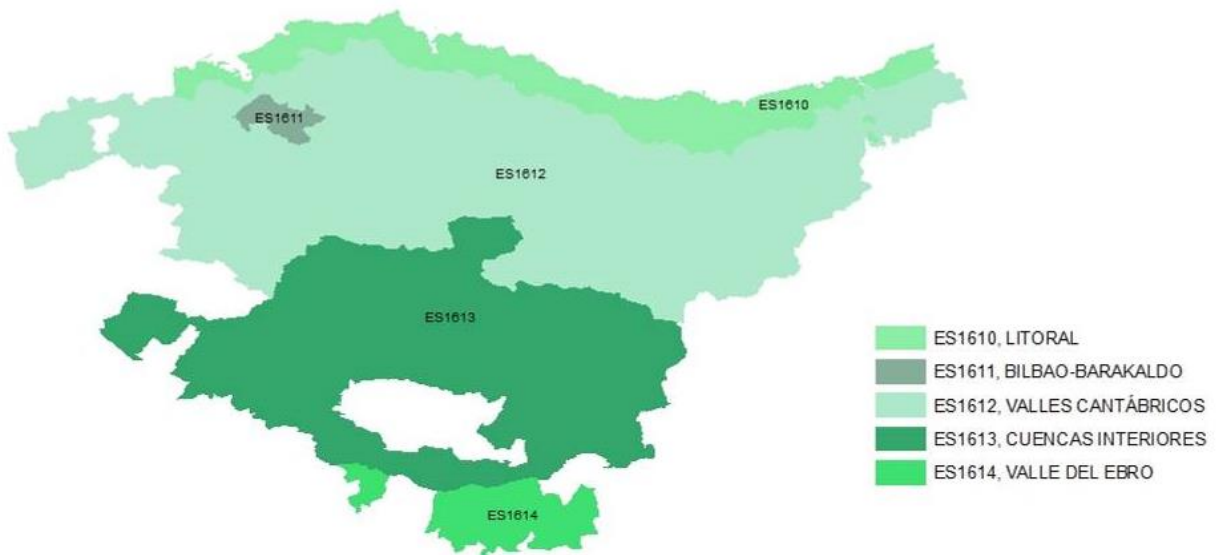 ES1610
ES1611
ES1612
ES1613
ES1614
ES1610, LITORAL
ES1611, BILBAO-BARAKALDO
ES1612, VALLES CANTÁBRICOS
ES1613, CUENCAS INTERIORES
ES1614, VALLE DEL EBRO